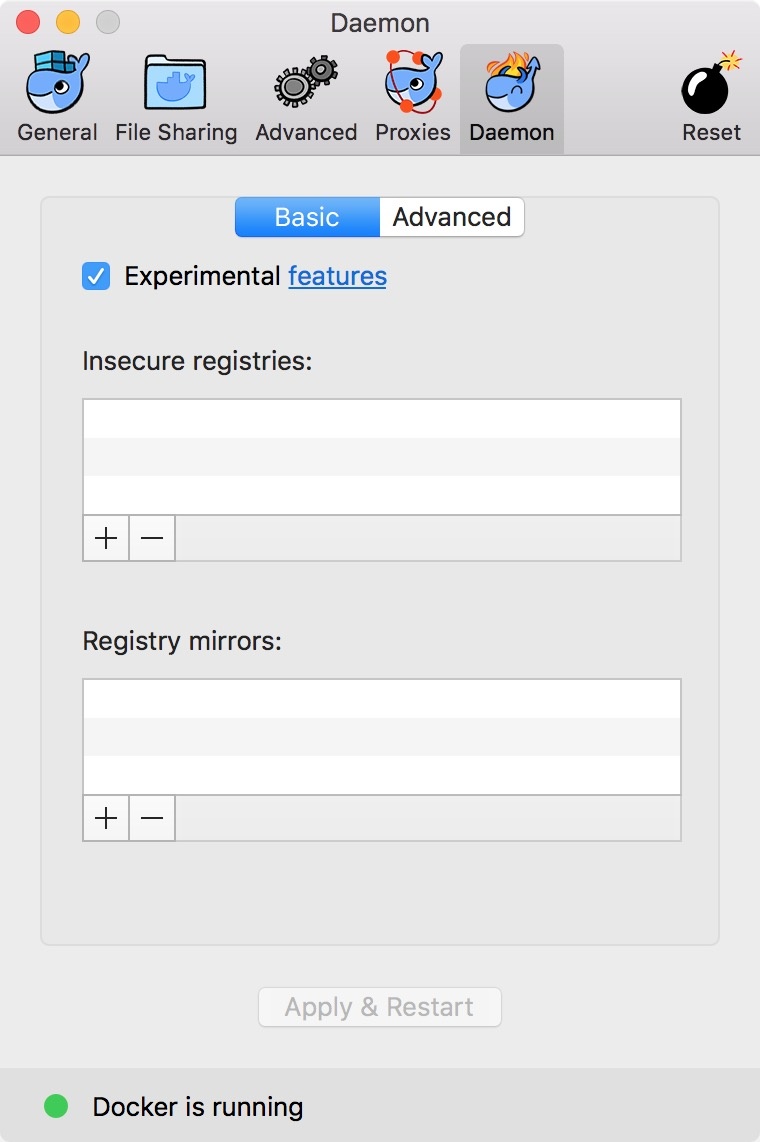 Daemon
General File Sharing Advanced Proxies Daemon Reset
Basic Advanced
Experimental features
Insecure registries:
Registry mirrors:
Apply & Restart
Docker is running